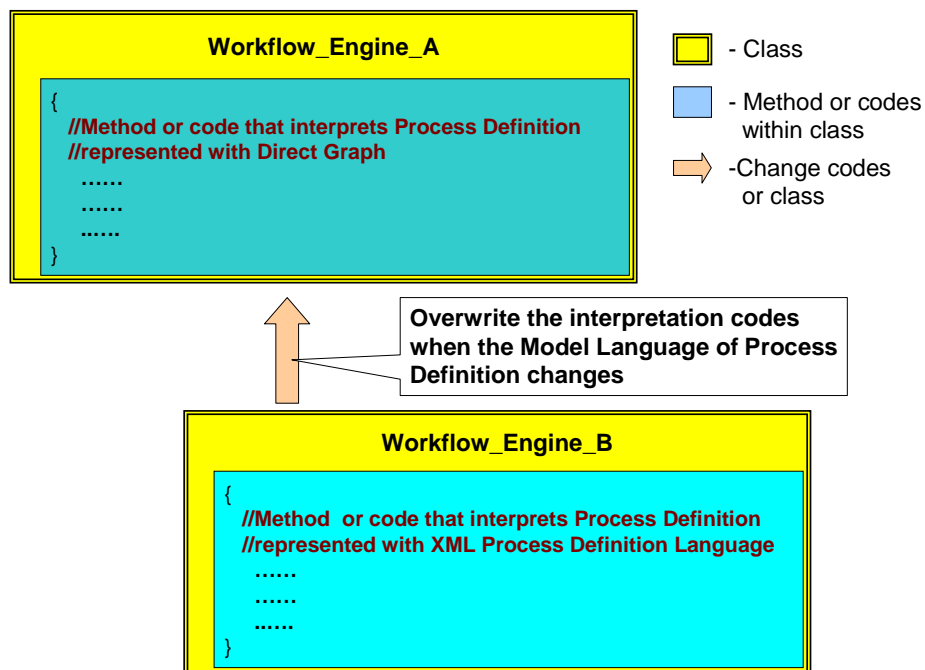 Workflow_Engine_A
{
//Method or code that interprets Process Definition
//represented with Direct Graph
……
……
...….
}
- Class
- Method or codes
within class
-Change codes
or class
Overwrite the interpretation codes
when the Model Language of Process
Definition changes
Workflow_Engine_B
{
//Method or code that interprets Process Definition
//represented with XML Process Definition Language
……
……
...….
}